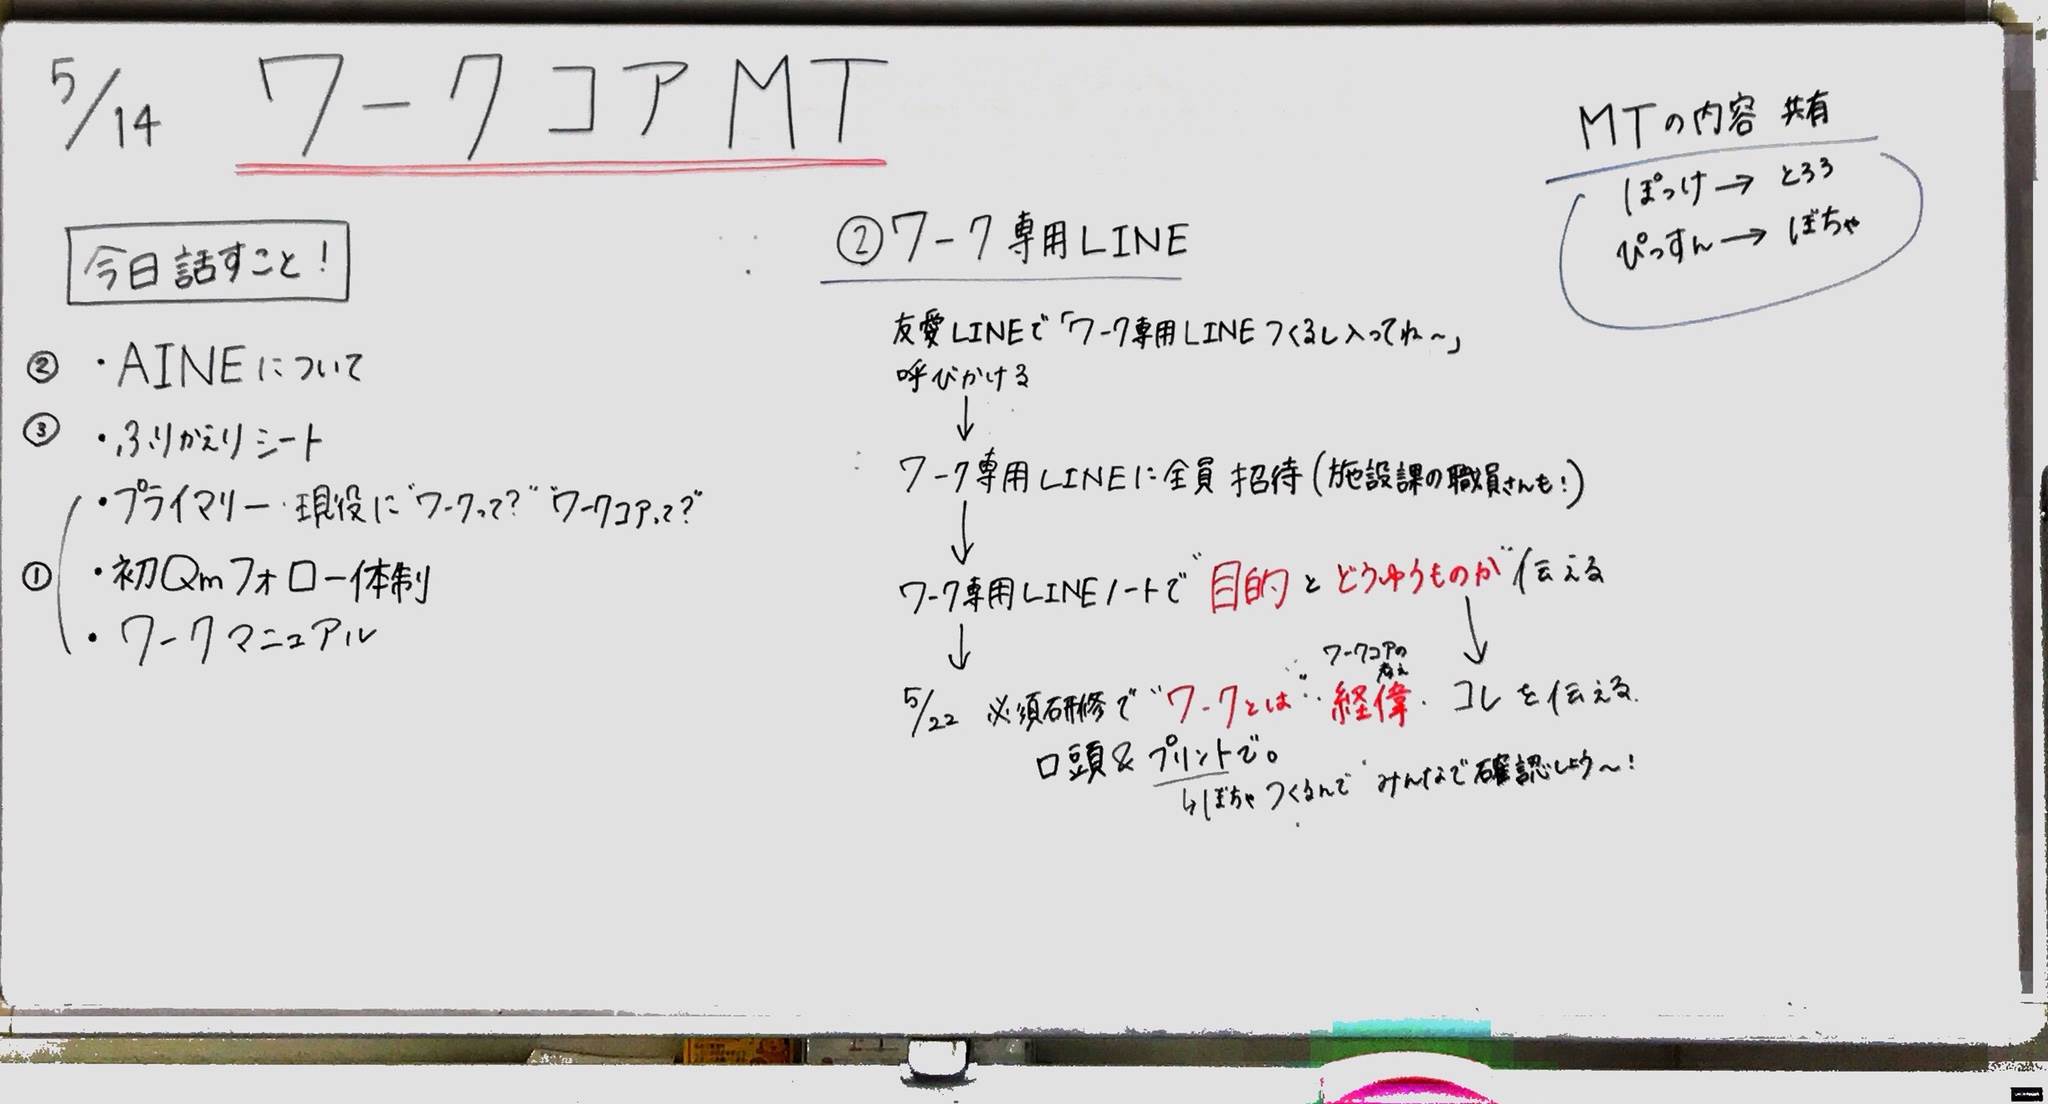 5/14 ワークコアMT
今日話すこと!
② ・AINEについて
③ ・ふりかえりシート
・プライマリー・現役に"ワークって?" "ワークコアって?"
① ・初Qmフォロー体制
・ワークマニュアル
②ワーク専用LINE
友愛LINEで「ワーク専用LINEつくるし入ってね〜」
呼びかける
↓
ワーク専用LINEに全員 招待(施設課の職員さんも!)
↓
ワーク専用LINEノートで"目的とどうゆうものか"伝える
↓ ↓
ワークコアの
考え
5/22 必須研修で"ワークとは"・経偉・コレを伝える.
口頭&プリントで。
↳ぼちゃつくるんで みんなで確認しよう〜!
MTの内容 共有
ぽっけ→とろろ
ぴっすん→ぼちゃ